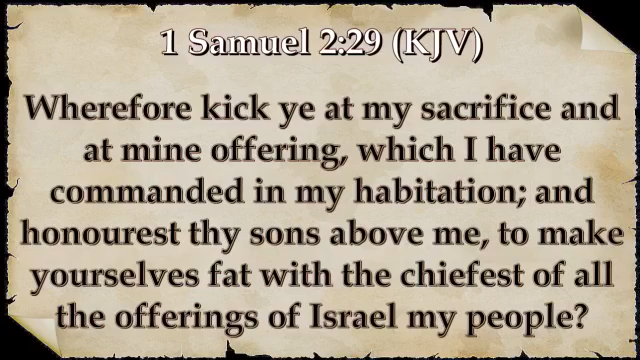 1 Samuel 2:29 (KJV)
Wherefore kick ye at my sacrifice and
at mine offering, which I have
commanded in my habitation; and
honourest thy sons above me, to make
yourselves fat with the chiefest of all
the offerings of Israel my people?